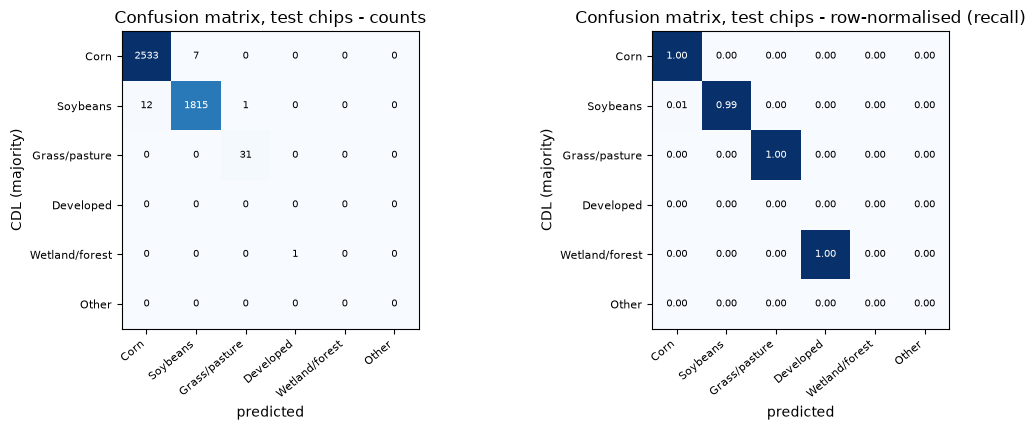 Confusion matrix, test chips - counts
Corn 2533 7 0 0 0 0
Soybeans 12 1815 1 0 0 0
Grass/pasture 0 0 31 0 0 0
Developed 0 0 0 0 0 0
Wetland/forest 0 0 0 1 0 0
Other 0 0 0 0 0 0
CDL (majority)
Corn Soybeans Grass/pasture Developed Wetland/forest Other
predicted
Confusion matrix, test chips - row-normalised (recall)
Corn 1.00 0.00 0.00 0.00 0.00 0.00
Soybeans 0.01 0.99 0.00 0.00 0.00 0.00
Grass/pasture 0.00 0.00 1.00 0.00 0.00 0.00
Developed 0.00 0.00 0.00 0.00 0.00 0.00
Wetland/forest 0.00 0.00 0.00 1.00 0.00 0.00
Other 0.00 0.00 0.00 0.00 0.00 0.00
CDL (majority)
Corn Soybeans Grass/pasture Developed Wetland/forest Other
predicted